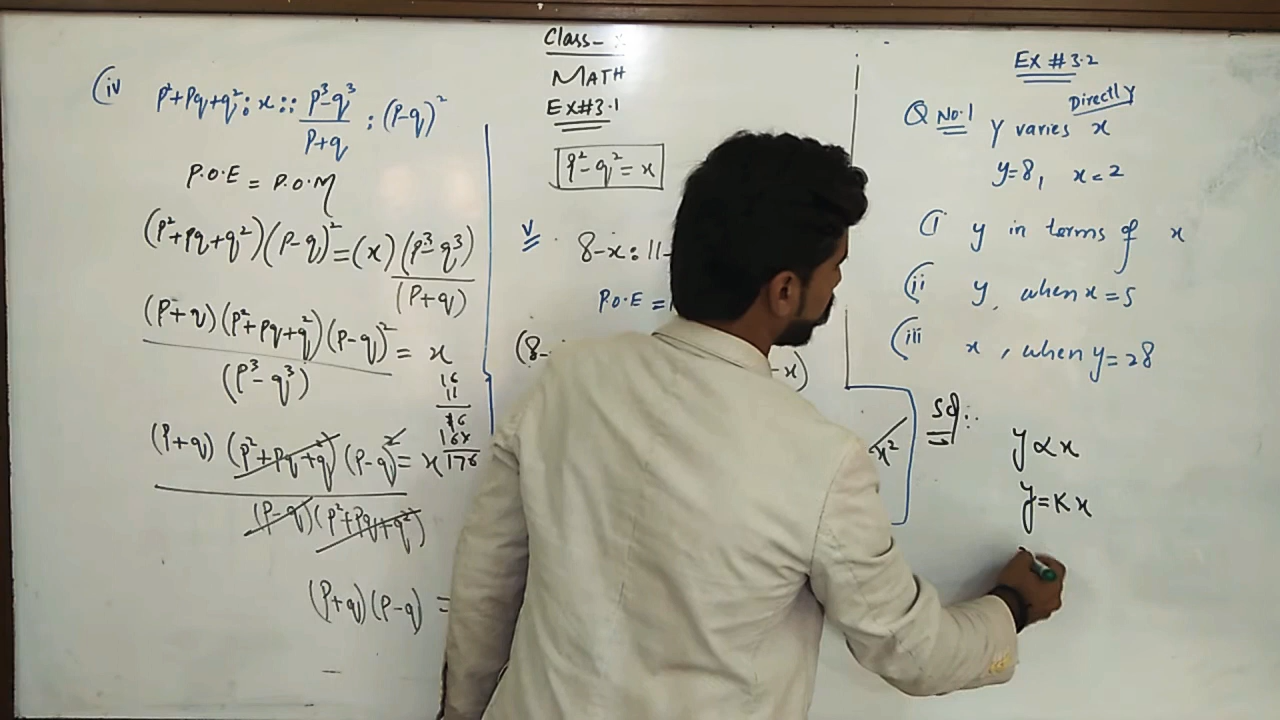 Class-:
MATH
EX#3.1
p²-q²=x
(iv p²+pq+q²:x::p³-q³/p+q:(p-q)²
P.O.E=P.O.M
(p²+pq+q²)(p-q)²=(x)(p³-q³)/(p+q)
(p+q)(p²+pq+q²)(p-q)²/(p³-q³)=x
(p+q)(p²+pq+q²)(p-q)²/(p-q)(p²+pq+q²)=x
(p+q)(p-q)=
16
11
16
16x
176
v
8-x:11-
P.O.E=
(8-
-x)
x²
EX #3.2
Q No.1 y varies Directly x
y=8, x=2
(i y in terms of x
(ii y, when x=5
(iii x, when y=28
Sol:.
y∝x
y=Kx